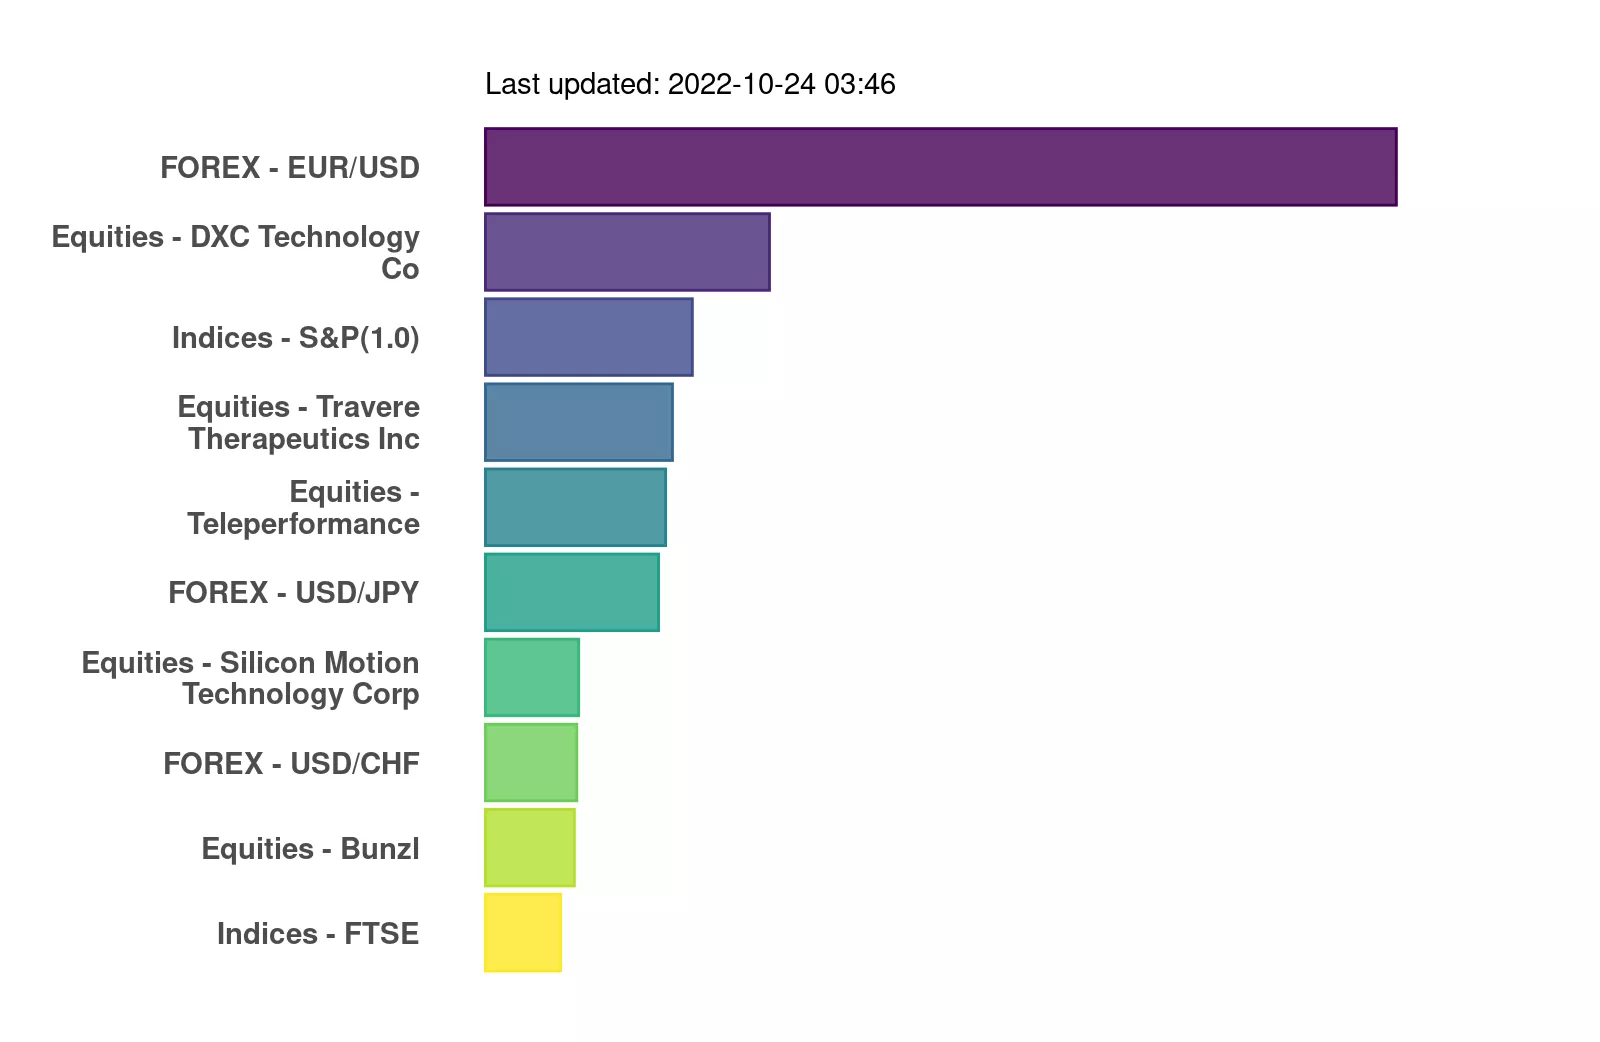 Last updated: 2022-10-24 03:46
FOREX - EUR/USD
Equities - DXC Technology
Co
Indices - S&P(1.0)
Equities - Travere
Therapeutics Inc
Equities -
Teleperformance
FOREX - USD/JPY
Equities - Silicon Motion
Technology Corp
FOREX - USD/CHF
Equities - Bunzl
Indices - FTSE